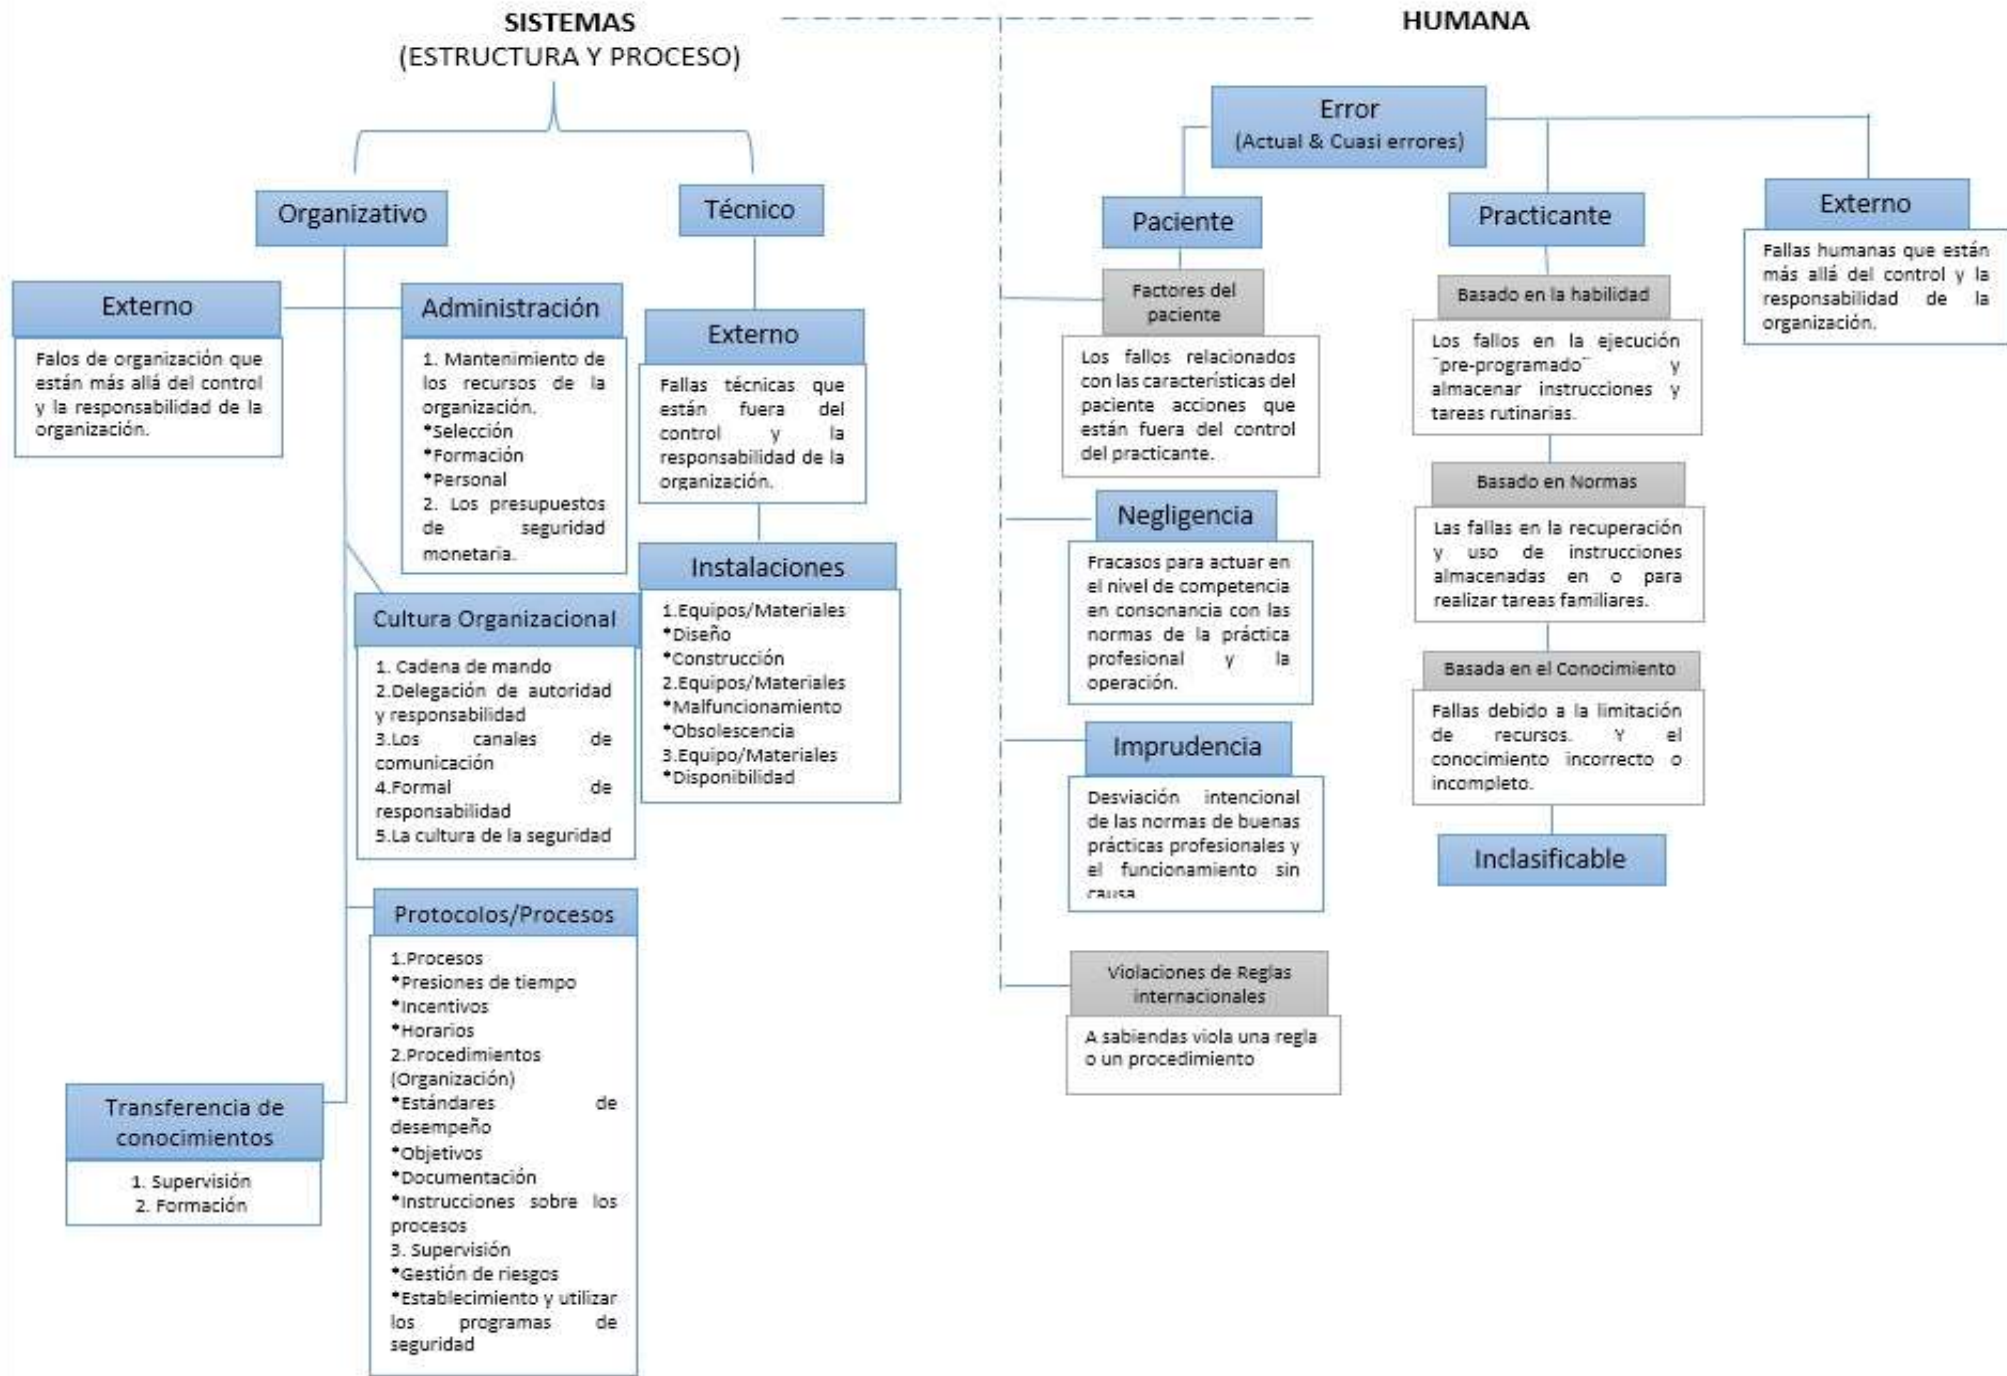 SISTEMAS
(ESTRUCTURA Y PROCESO)
Organizativo
Técnico
Externo
Falos de organización que
están más allá del control
y la responsabilidad de la
organización.
Administración
1. Mantenimiento de
los recursos de la
organización.
*Selección
*Formación
*Personal
2. Los presupuestos
de seguridad
monetaria.
Externo
Fallas técnicas que
están fuera del
control y la
responsabilidad de la
organización.
Instalaciones
1.Equipos/Materiales
*Diseño
*Construcción
2.Equipos/Materiales
*Malfuncionamiento
*Obsolescencia
3.Equipo/Materiales
*Disponibilidad
Cultura Organizacional
1. Cadena de mando
2.Delegación de autoridad
y responsabilidad
3.Los canales de
comunicación
4.Formal de
responsabilidad
5.La cultura de la seguridad
Protocolos/Procesos
1.Procesos
*Presiones de tiempo
*Incentivos
*Horarios
2.Procedimientos
(Organización)
*Estándares de
desempeño
*Objetivos
*Documentación
*Instrucciones sobre los
procesos
3. Supervisión
*Gestión de riesgos
*Establecimiento y utilizar
los programas de
seguridad
Transferencia de
conocimientos
1. Supervisión
2. Formación
HUMANA
Error
(Actual & Cuasi errores)
Paciente
Factores del
paciente
Los fallos relacionados
con las características del
paciente acciones que
están fuera del control
del practicante.
Negligencia
Fracasos para actuar en
el nivel de competencia
en consonancia con las
normas de la práctica
profesional y la
operación.
Imprudencia
Desviación intencional
de las normas de buenas
prácticas profesionales y
el funcionamiento sin
causa
Violaciones de Reglas
internacionales
A sabiendas viola una regla
o un procedimiento
Practicante
Basado en la habilidad
Los fallos en la ejecución
¨pre-programado¨ y
almacenar instrucciones y
tareas rutinarias.
Basado en Normas
Las fallas en la recuperación
y uso de instrucciones
almacenadas en o para
realizar tareas familiares.
Basada en el Conocimiento
Fallas debido a la limitación
de recursos. Y el
conocimiento incorrecto o
incompleto.
Inclasificable
Externo
Fallas humanas que están
más allá del control y la
responsabilidad de la
organización.